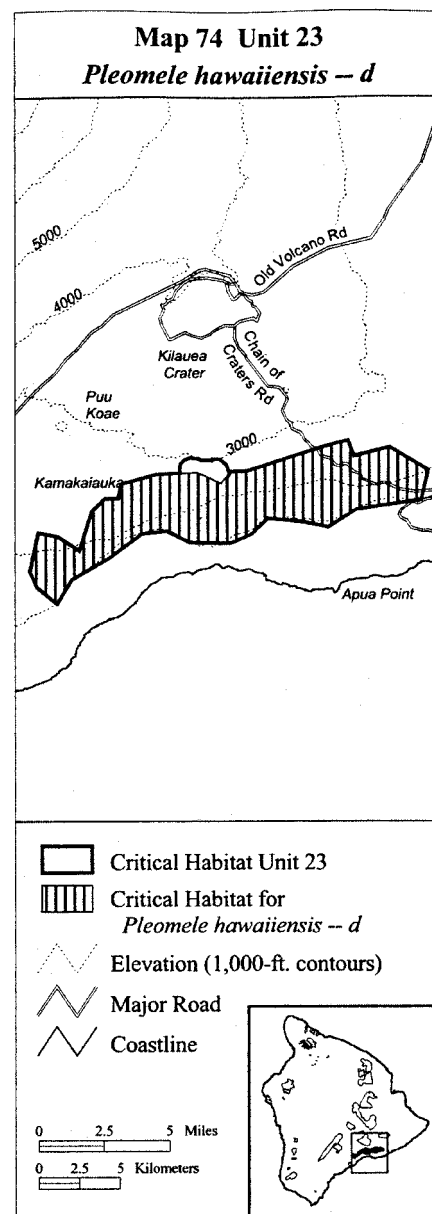 Map 74 Unit 23
Pleomele hawaiiensis -- d
5000
Old Volcano Rd
4000
Kilauea
Crater
Chain of
Craters Rd
Puu
Koae
3000
Kamakaiauka
Apua Point
Critical Habitat Unit 23
Critical Habitat for
Pleomele hawaiiensis -- d
Elevation (1,000-ft. contours)
Major Road
Coastline
0 2.5 5 Miles
0 2.5 5 Kilometers